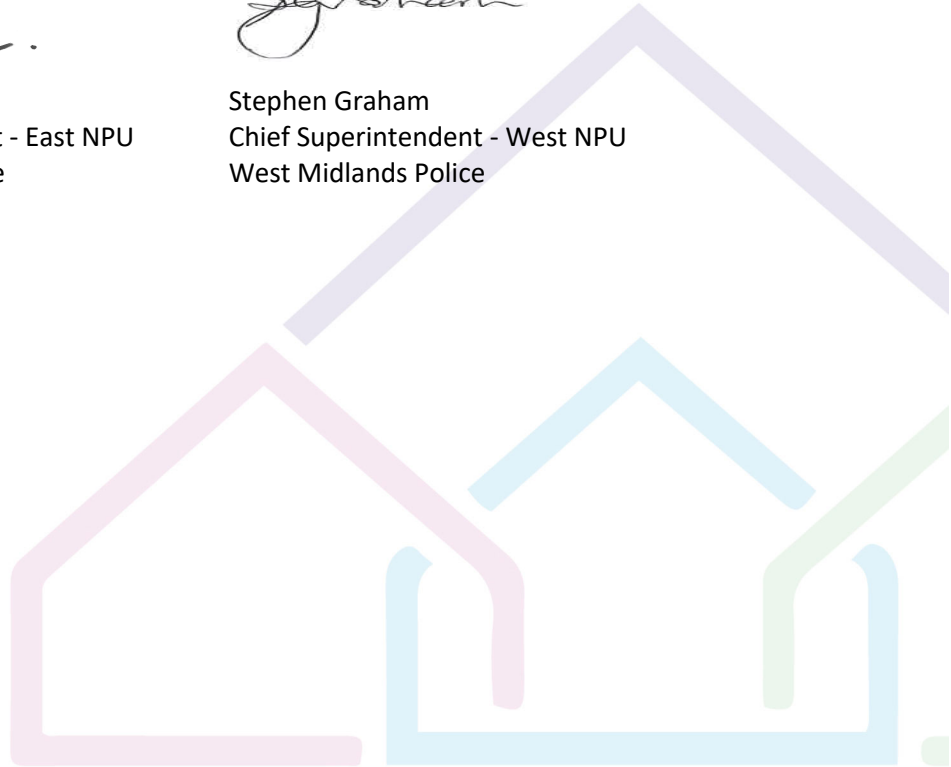 Stephen Graham
- East NPU Chief Superintendent - West NPU
West Midlands Police